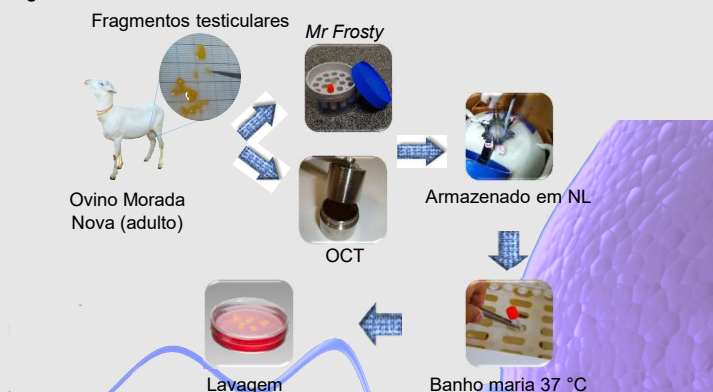 Fragmentos testiculares
Mr Frosty
Ovino Morada
Nova (adulto)
OCT
Armazenado em NL
Lavagem
Banho maria 37 °C